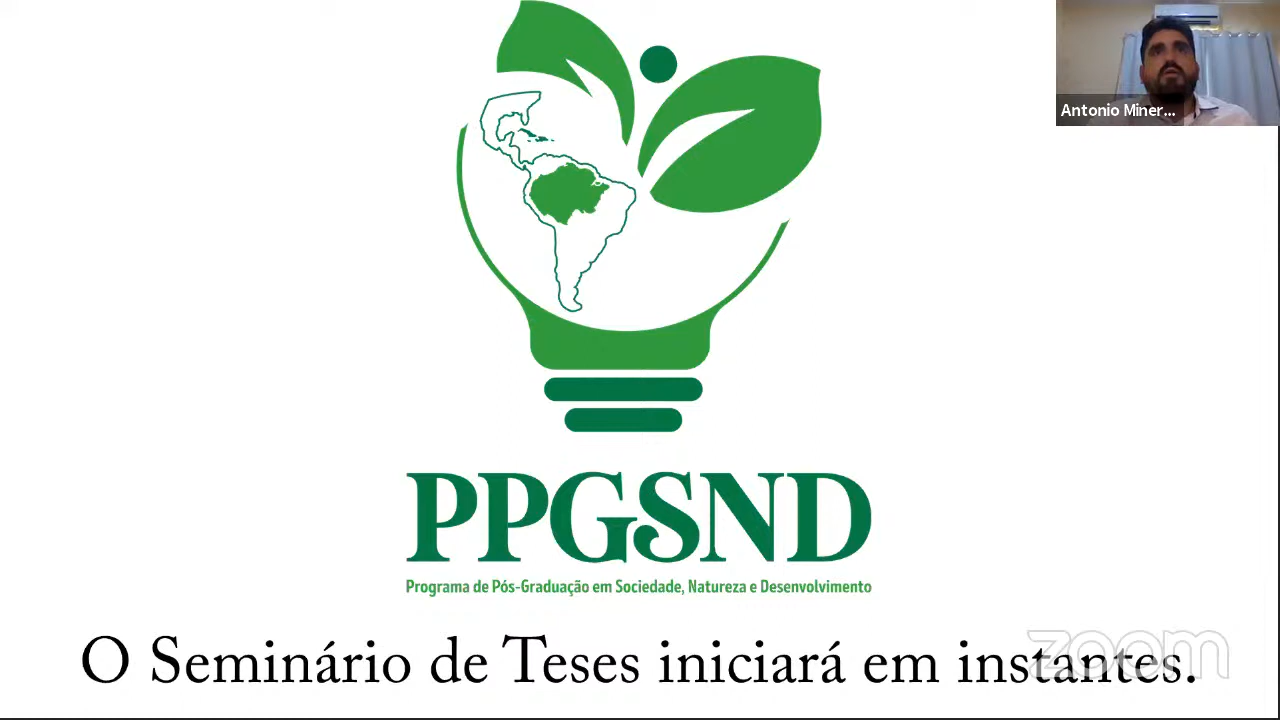 Antonio Miner...
PPGSND
Programa de Pós-Graduação em Sociedade, Natureza e Desenvolvimento
O Seminário de Teses iniciará em instantes.
zoom